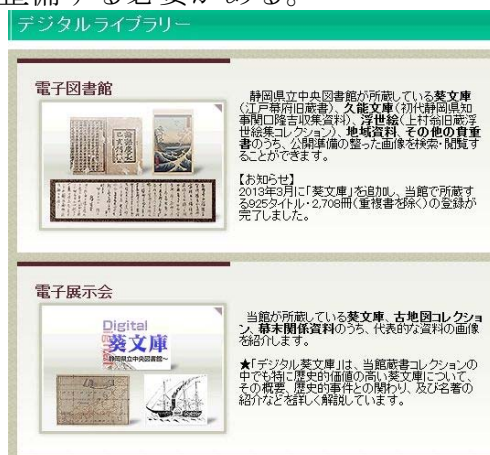 整備する必要がある。
デジタルライブラリー
電子図書館
静岡県立中央図書館が所蔵している葵文庫
(江戸幕府旧蔵書)、久能文庫(初代静岡県知
事関口隆吉収集資料)、浮世絵(上村翁旧蔵浮
世絵集コレクション)、地域資料、その他の貴重
書のうち、公開準備の整った画像を検索・閲覧す
ることができます。
【お知らせ】
2013年3月に「葵文庫」を追加し、当館で所蔵す
る925タイトル・2,708冊(重複書を除く)の登録が
完了しました。
電子展示会
Digital
葵文庫
静岡県立中央図書館～
当館が所蔵している葵文庫、古地図コレクショ
ン、幕末関係資料のうち、代表的な資料の画像
を紹介します。
★「デジタル葵文庫」は、当館蔵書コレクションの
中でも特に歴史的価値の高い葵文庫について、
その概要、歴史的事件との関わり、及び名著の
紹介などを詳しく解説しています。